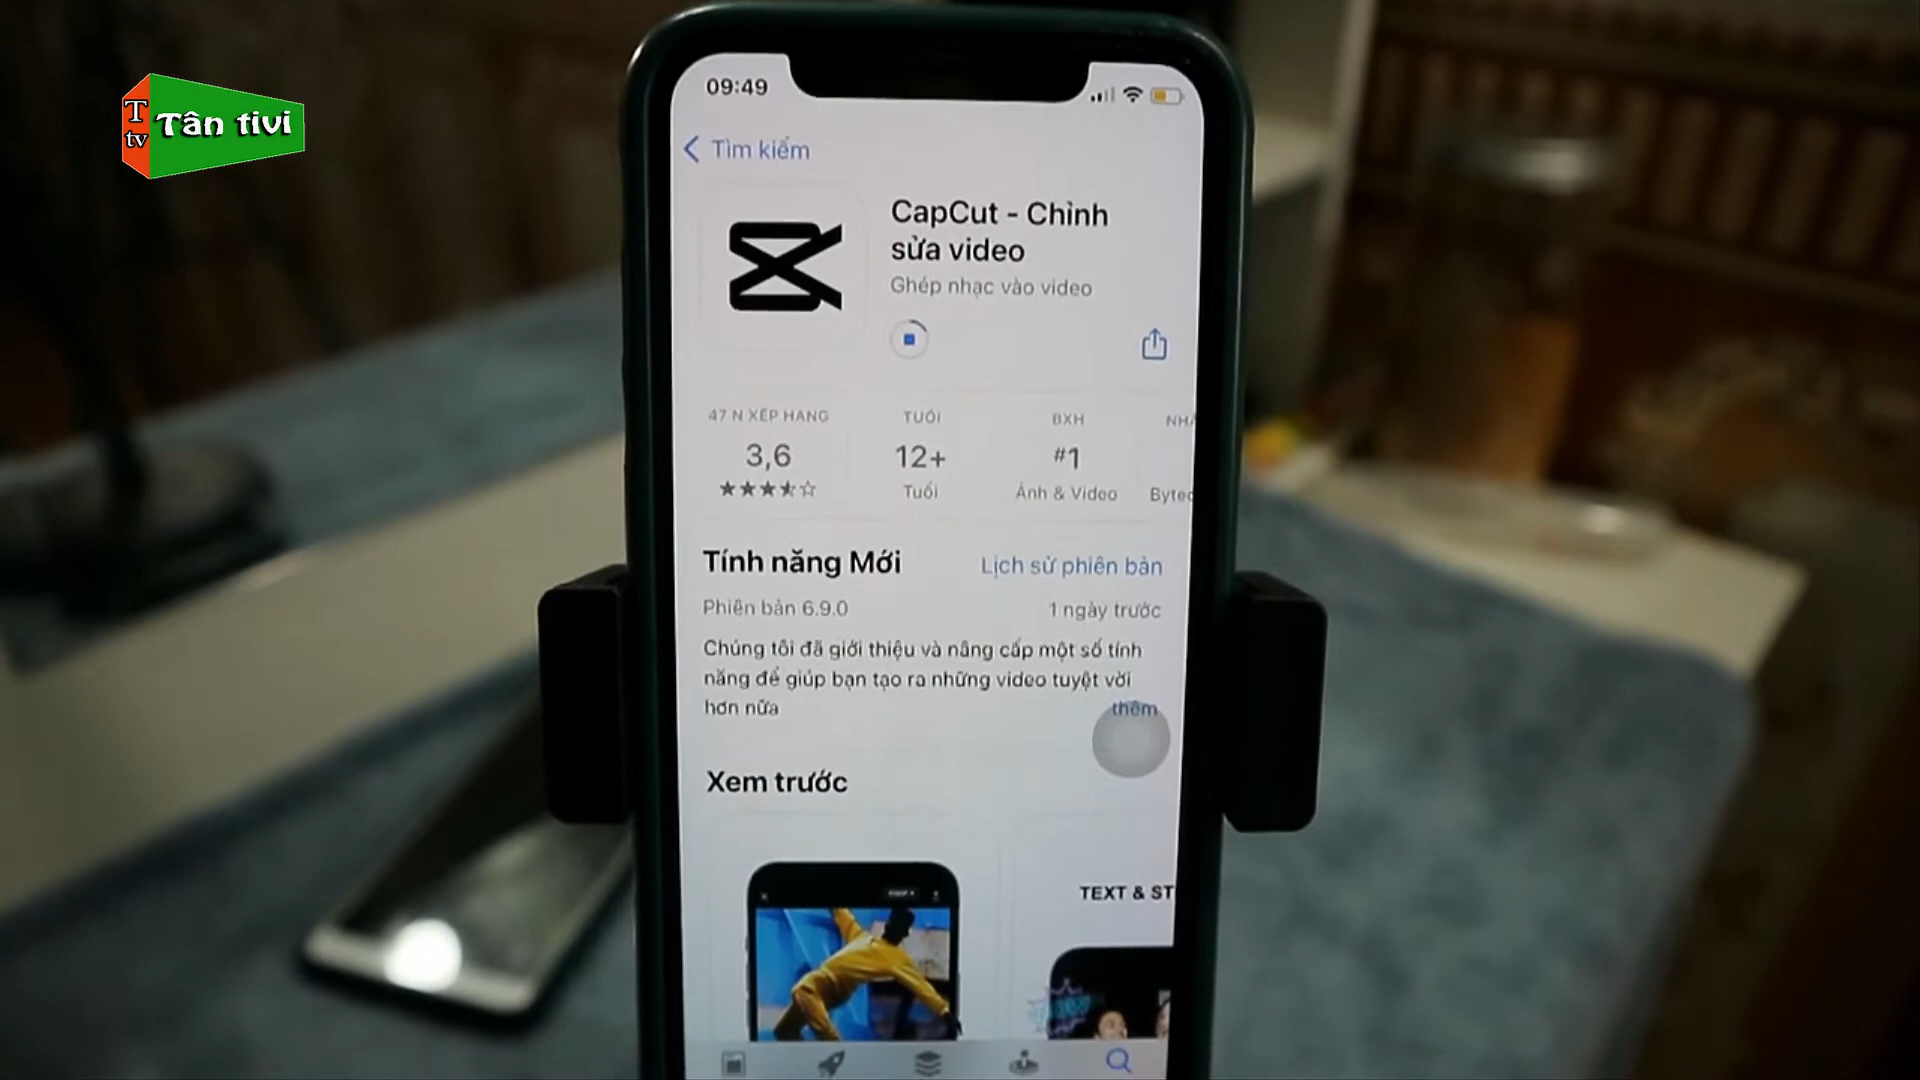 T
tv
Tân tivi
09:49
Tìm kiếm
CapCut - Chỉnh
sửa video
Ghép nhạc vào video
47 N XẾP HẠNG
TUỔI
BXH
3,6
12+
#1
Tuổi
Ảnh & Video
Tính năng Mới
Lịch sử phiên bản
Phiên bản 6.9.0
1 ngày trước
Chúng tôi đã giới thiệu và nâng cấp một số tính
năng để giúp bạn tạo ra những video tuyệt vời
hơn nữa
thêm
Xem trước
TEXT & ST